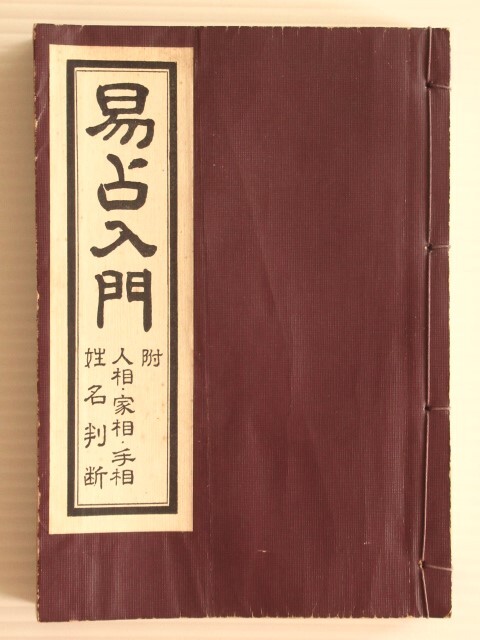 易占入門
附
人相・家相・手相
姓名判断